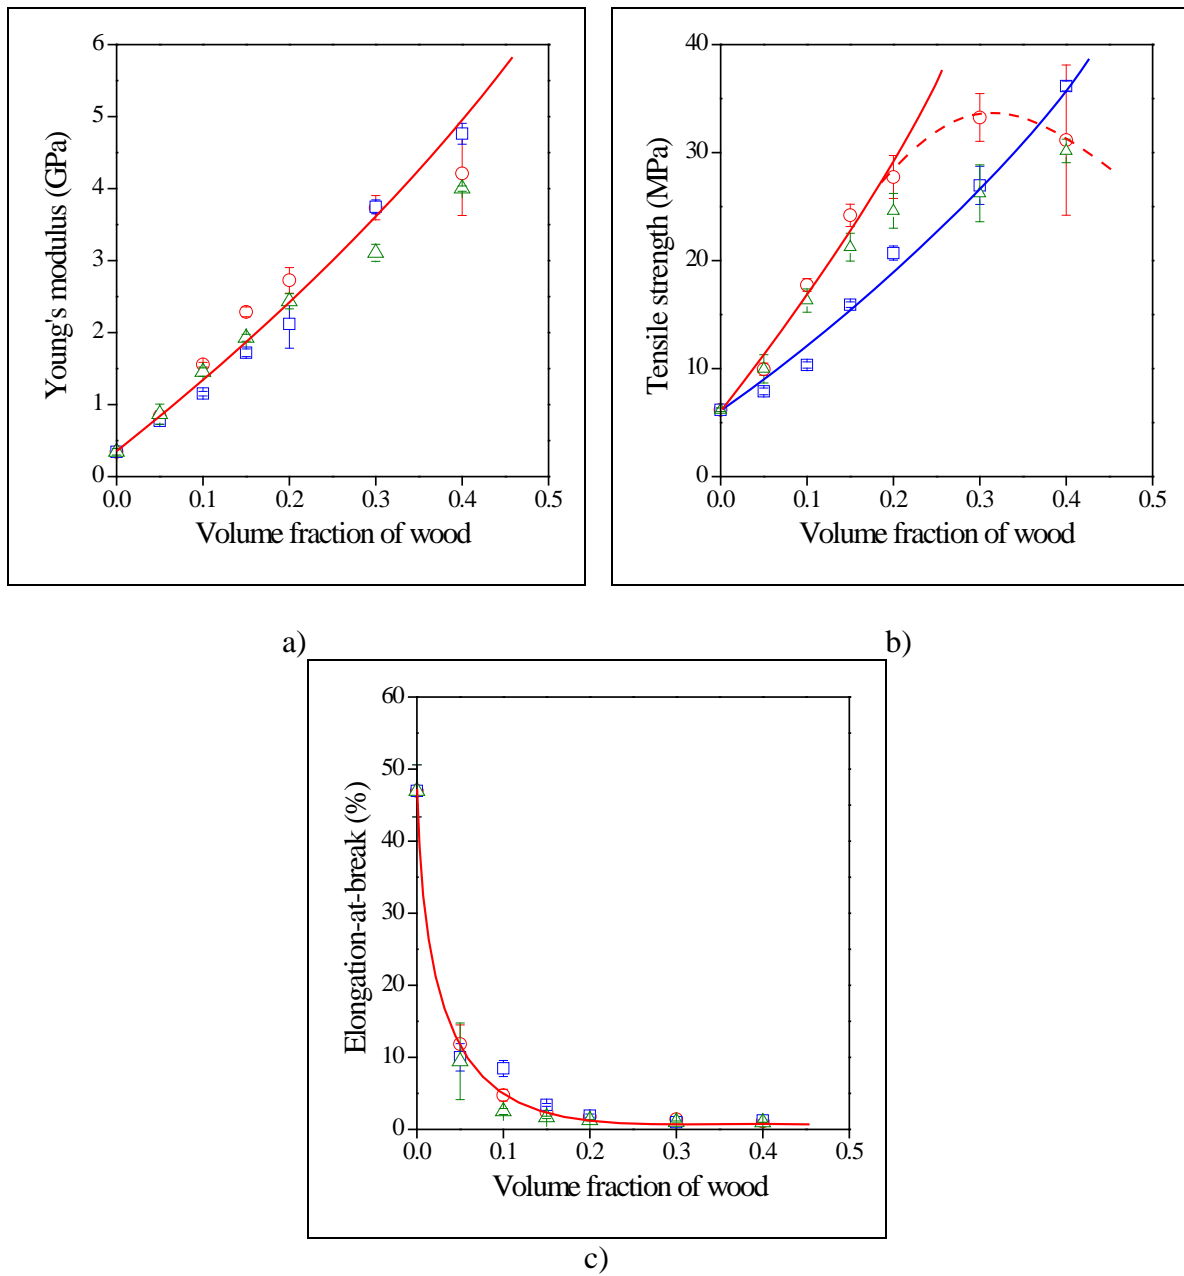 6
5
4
3
2
1
0
0.0 0.1 0.2 0.3 0.4 0.5
Young's modulus (GPa)
Volume fraction of wood
a)
40
30
20
10
0
0.0 0.1 0.2 0.3 0.4 0.5
Tensile strength (MPa)
Volume fraction of wood
b)
60
50
40
30
20
10
0
0.0 0.1 0.2 0.3 0.4 0.5
Elongation-at-break (%)
Volume fraction of wood
c)